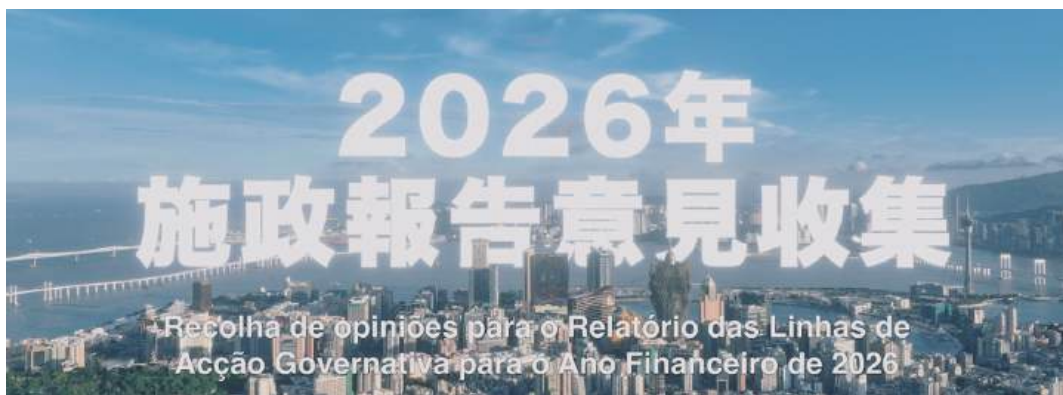 2026年
施政報告意見收集
Recolha de opiniões para o Relatório das Linhas de
Acção Governativa para o Ano Financeiro de 2026